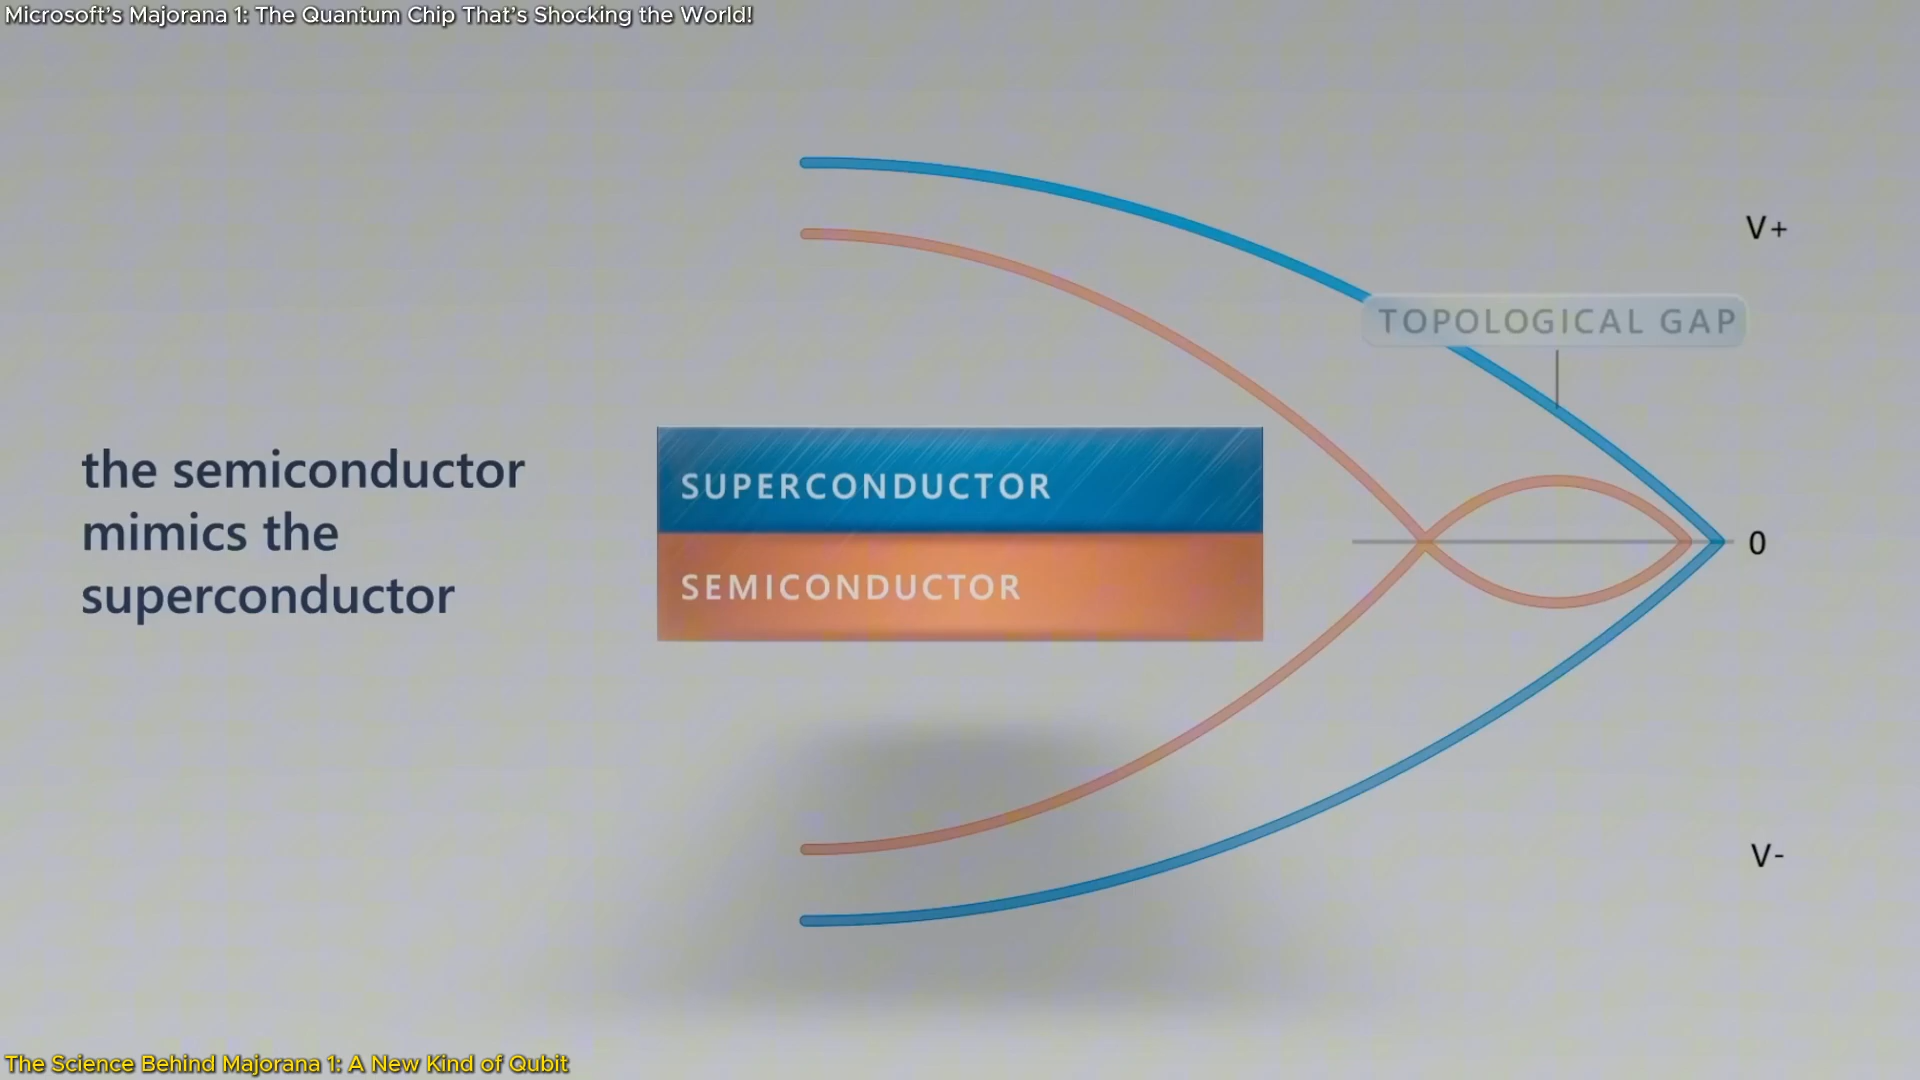 Microsoft's Majorana 1: The Quantum Chip That's Shocking the World!
V+
TOPOLOGICAL GAP
the semiconductor
mimics the
superconductor
SUPERCONDUCTOR
SEMICONDUCTOR
0
V-
The Science Behind Majorana 1: A New Kind of Qubit